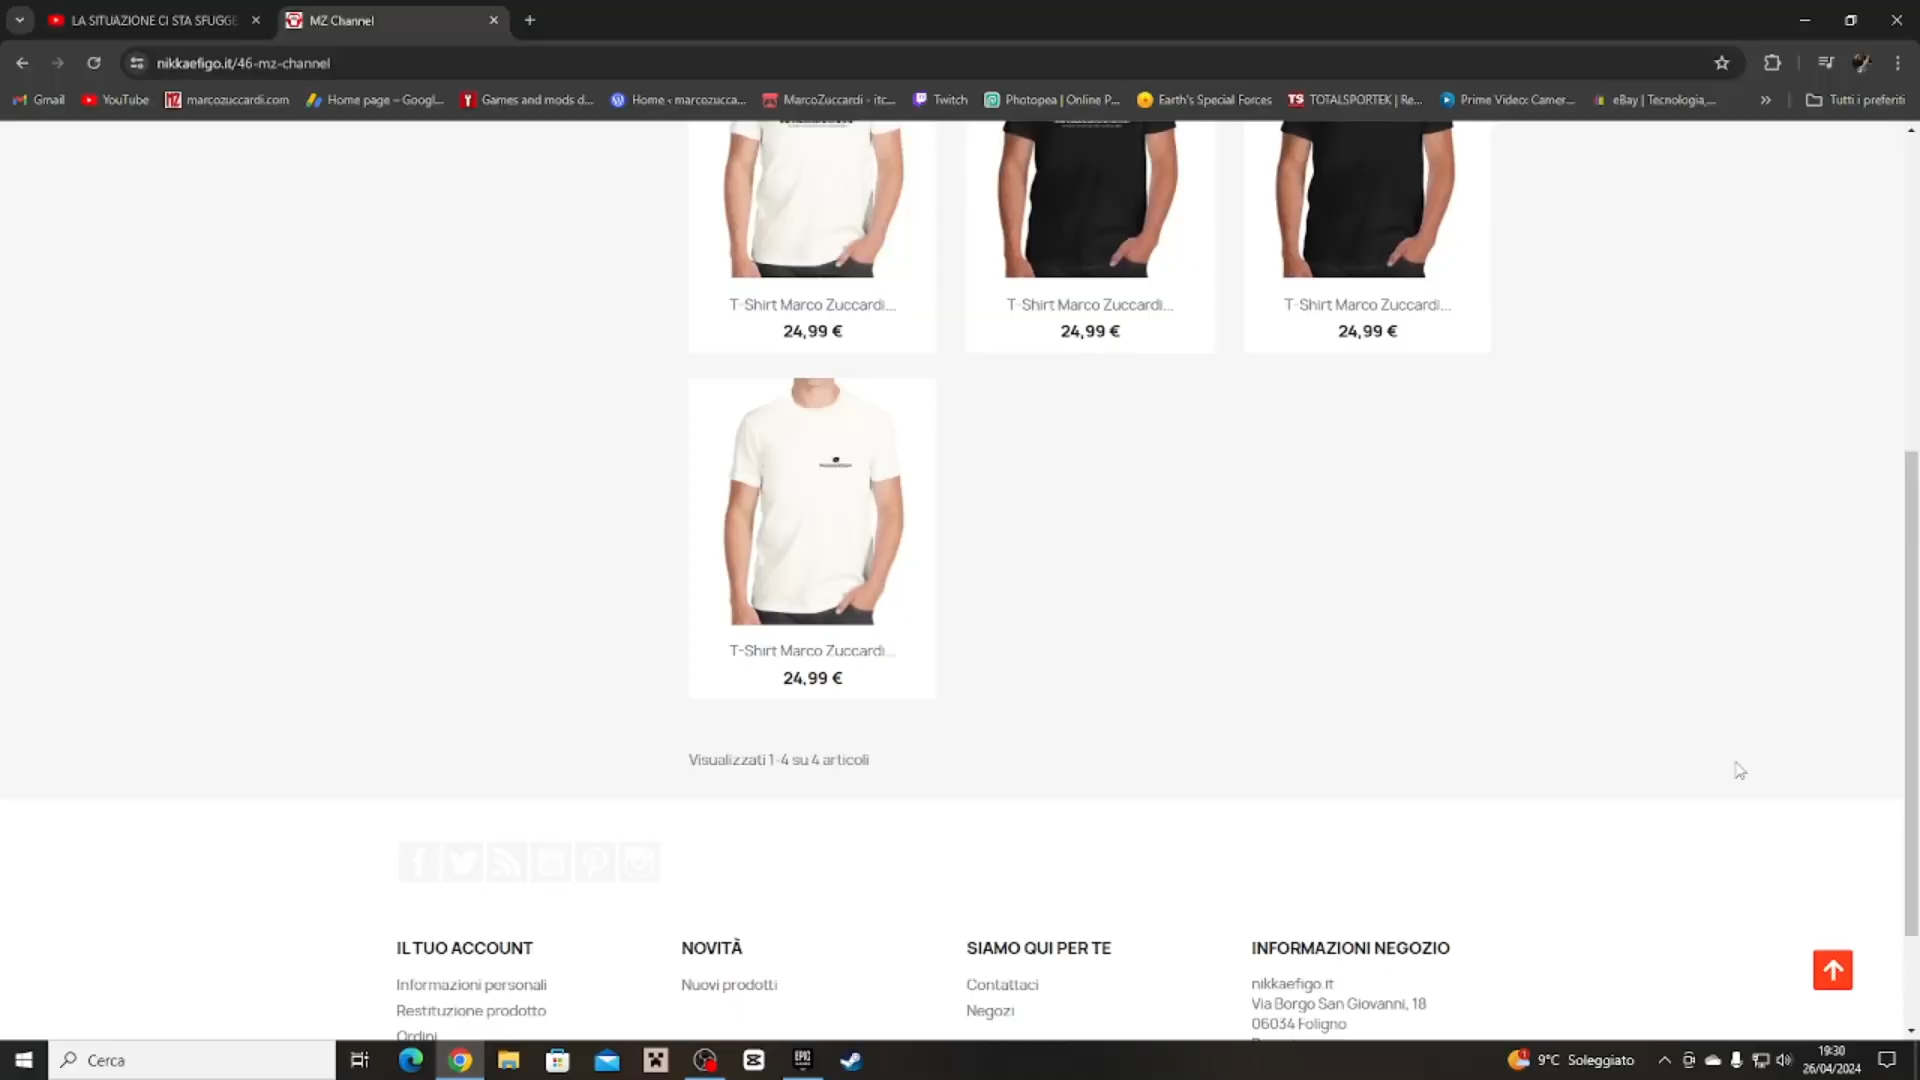 LA SITUAZIONE CI STA SFUGGE
MZ Channel
nikkaefigo.it/46-mz-channel
Gmail
YouTube
marcozuccardi.com
Home page – Googl...
Games and mods d...
Home ‹ marcozucca...
MarcoZuccardi - itc...
Twitch
Photopea | Online P...
Earth's Special Forces
TOTALSPORTEK | Re...
Prime Video: Camer...
eBay | Tecnologia,...
Tutti i preferiti
T-Shirt Marco Zuccardi...
24,99 €
T-Shirt Marco Zuccardi...
24,99 €
T-Shirt Marco Zuccardi...
24,99 €
T-Shirt Marco Zuccardi...
24,99 €
Visualizzati 1-4 su 4 articoli
IL TUO ACCOUNT
Informazioni personali
Restituzione prodotto
Ordini
NOVITÀ
Nuovi prodotti
SIAMO QUI PER TE
Contattaci
Negozi
INFORMAZIONI NEGOZIO
nikkaefigo.it
Via Borgo San Giovanni, 18
06034 Foligno
Cerca
9°C Soleggiato
19:30
26/04/2024